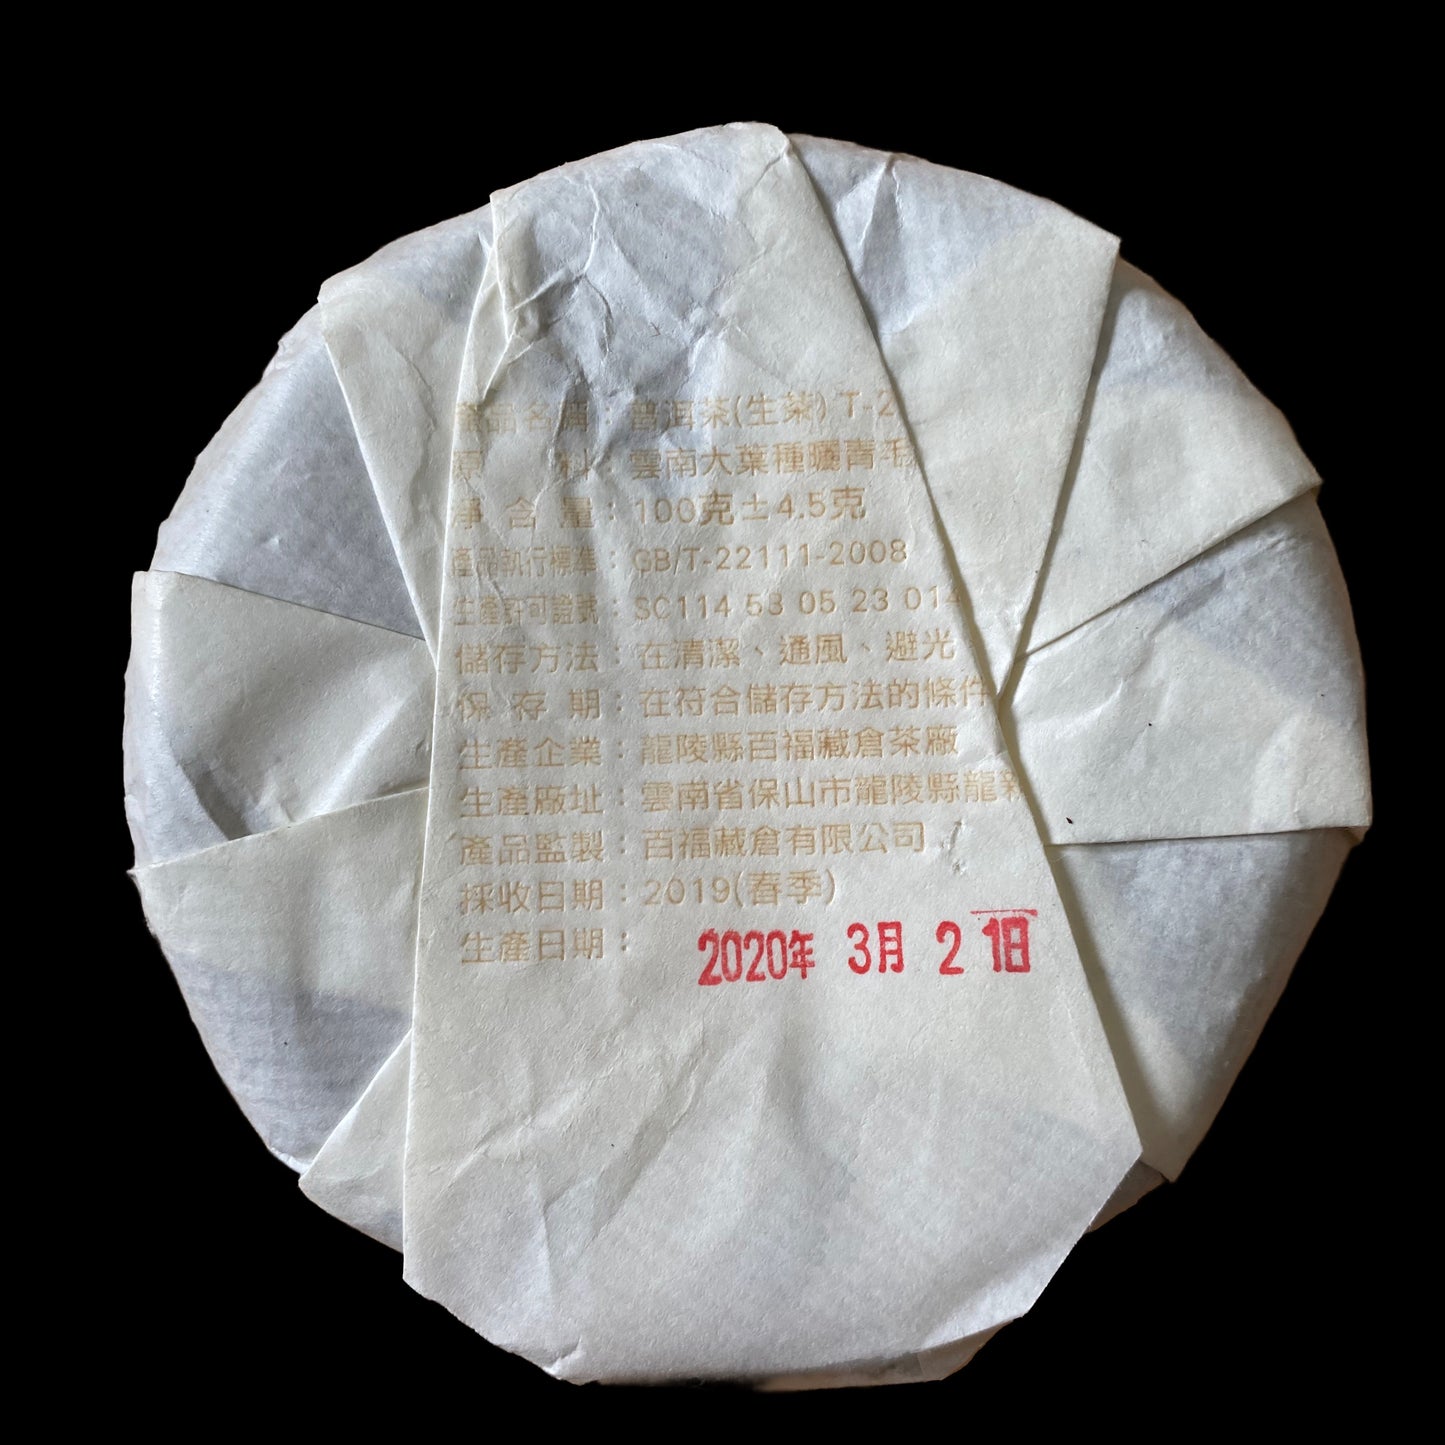 產品名稱：普洱茶(生茶) T-2
原料：雲南大葉種曬青毛
淨含量：100克±4.5克
產品執行標準：GB/T-22111-2008
生產許可證號：SC114 53 05 23 014
儲存方法：在清潔、通風、避光
保存期：在符合儲存方法的條件
生產企業：龍陵縣百福藏倉茶廠
生產廠址：雲南省保山市龍陵縣龍新
產品監製：百福藏倉有限公司
採收日期：2019(春季)
生產日期： 2020年 3月 21日